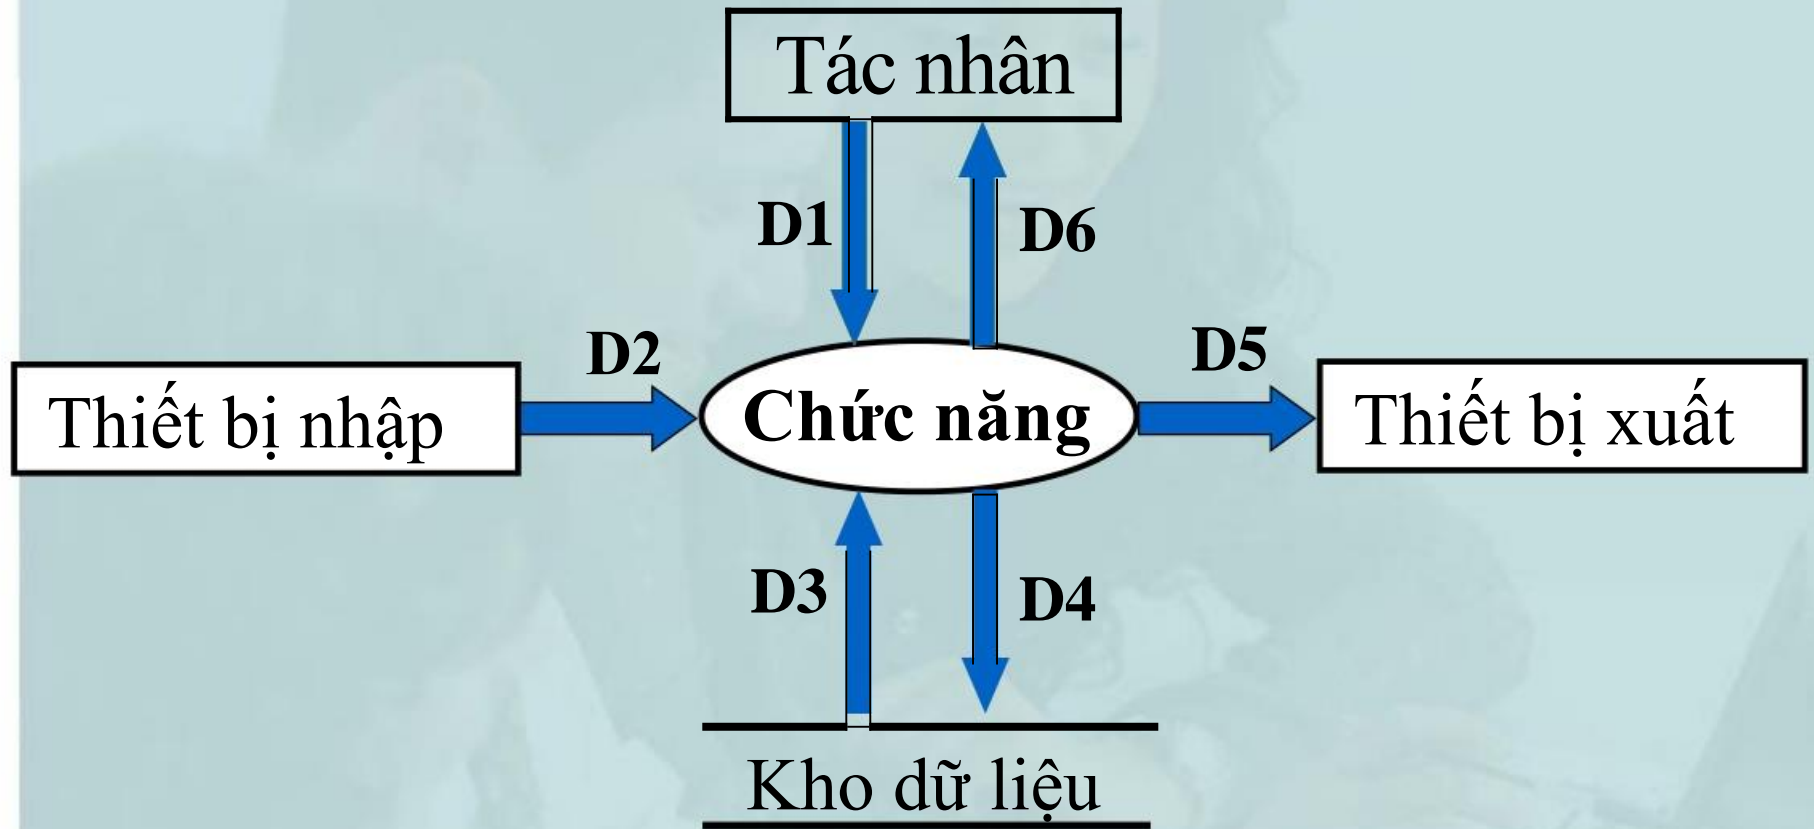 Tác nhân
D1
D6
D2
D5
Thiết bị nhập
Chức năng
Thiết bị xuất
D3
D4
Kho dữ liệu